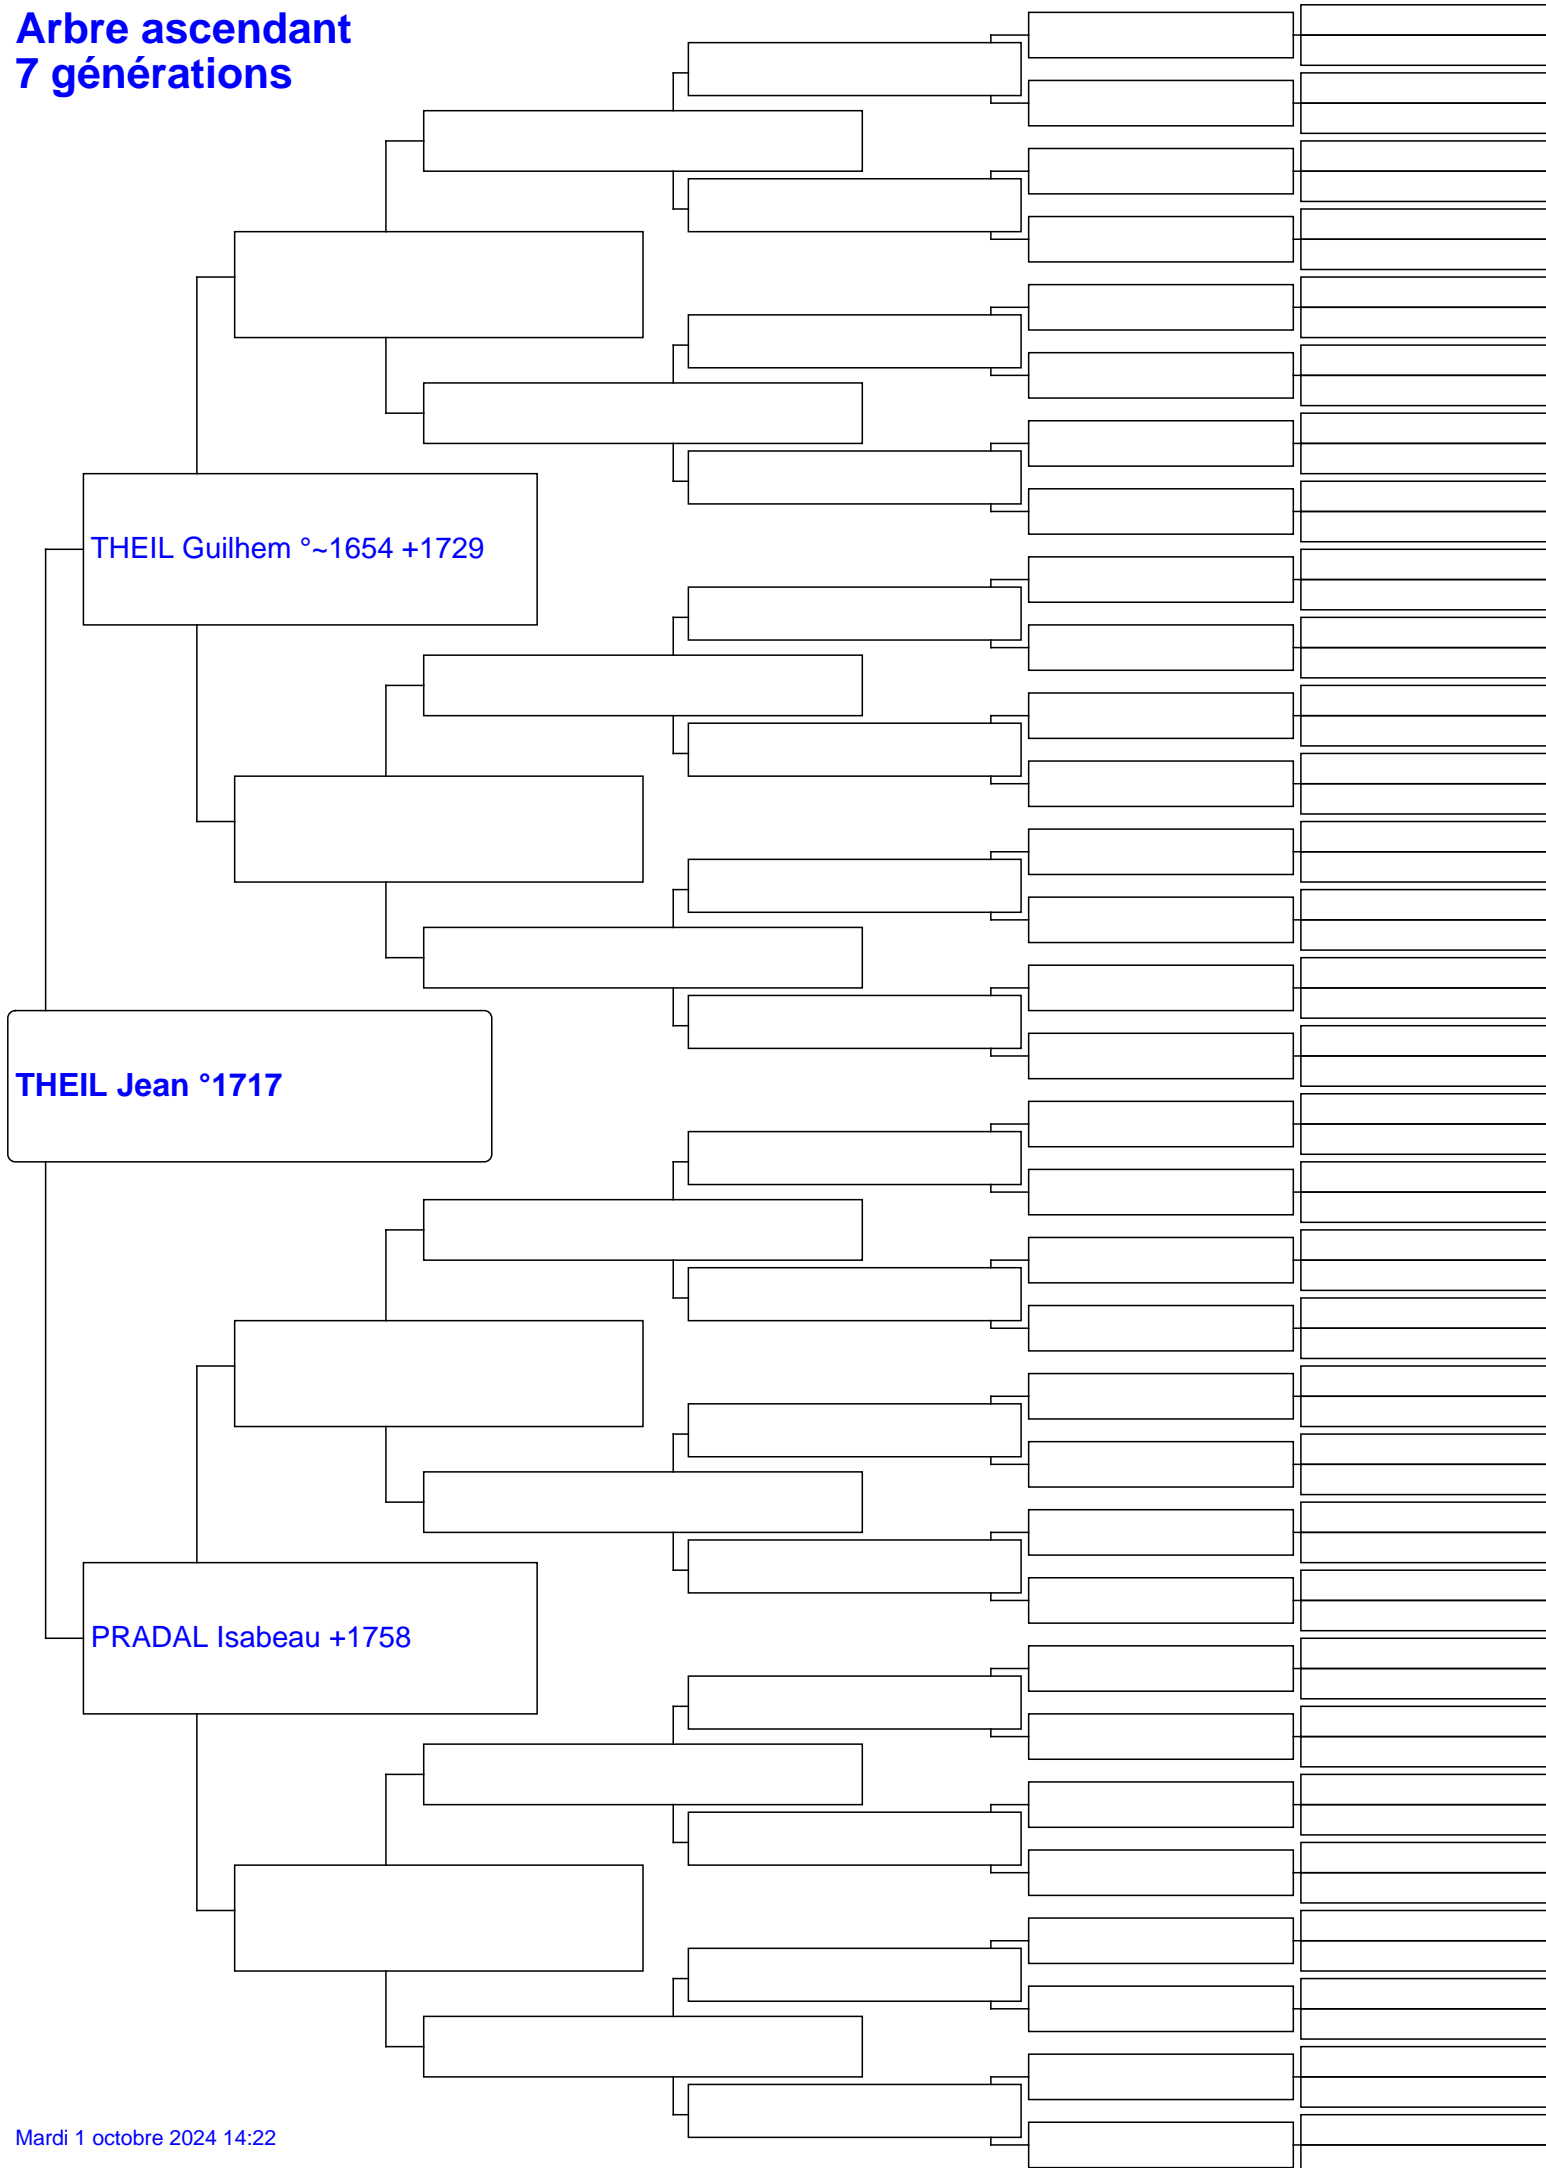 Arbre ascendant
7 générations
THEIL Guilhem °~1654 +1729
THEIL Jean °1717
PRADAL Isabeau +1758
Mardi 1 octobre 2024 14:22